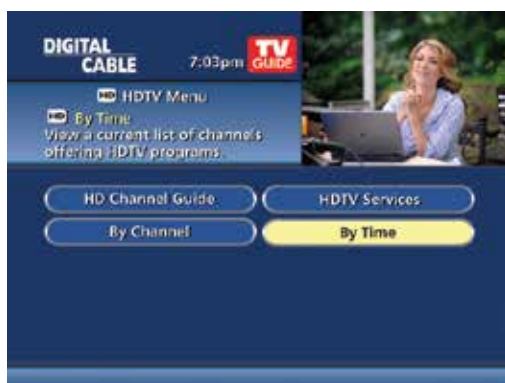 DIGITAL
CABLE
7:03pm
TV
GUIDE
HD HDTV Menu
HD By Time
View a current list of channels
offering HDTV programs.
HD Channel Guide
HDTV Services
By Channel
By Time